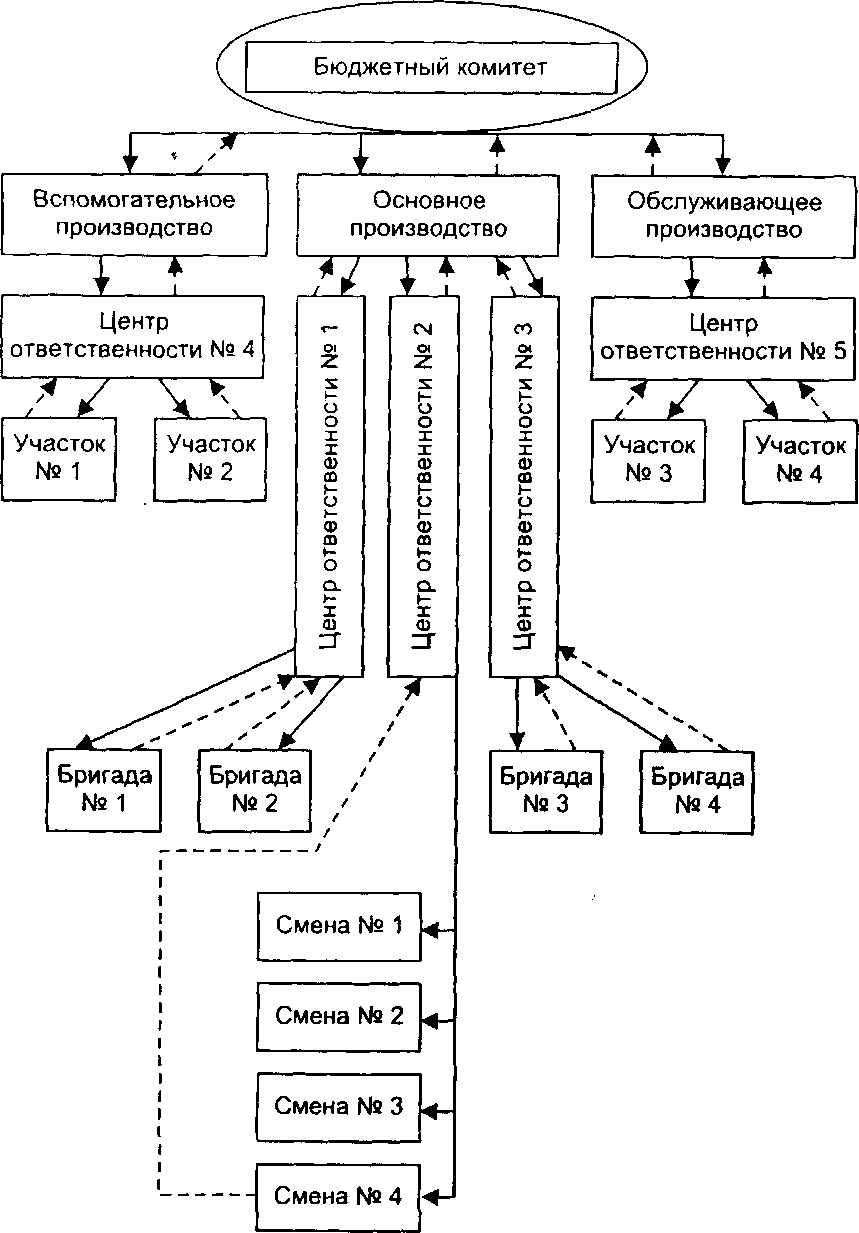 Бюджетный комитет
Вспомогательное
производство
Основное
производство
Обслуживающее
производство
Центр
ответственности № 4
Центр ответственности № 1
Центр ответственности № 2
Центр ответственности № 3
Центр
ответственности № 5
Участок
№ 1
Участок
№ 2
Участок
№ 3
Участок
№ 4
Бригада
№ 1
Бригада
№ 2
Бригада
№ 3
Бригада
№ 4
Смена № 1
Смена № 2
Смена № 3
Смена № 4